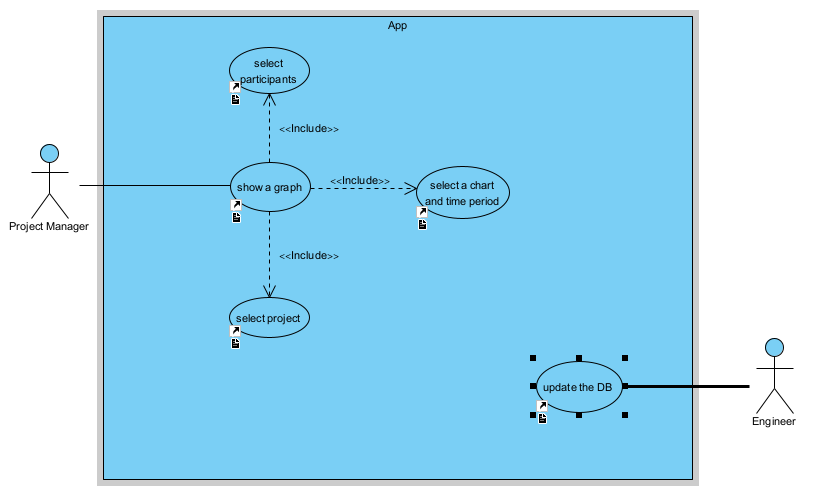 App
select
participants
<<Include>>
show a graph
<<Include>>
select a chart
and time period
Project Manager
<<Include>>
select project
update the DB
Engineer